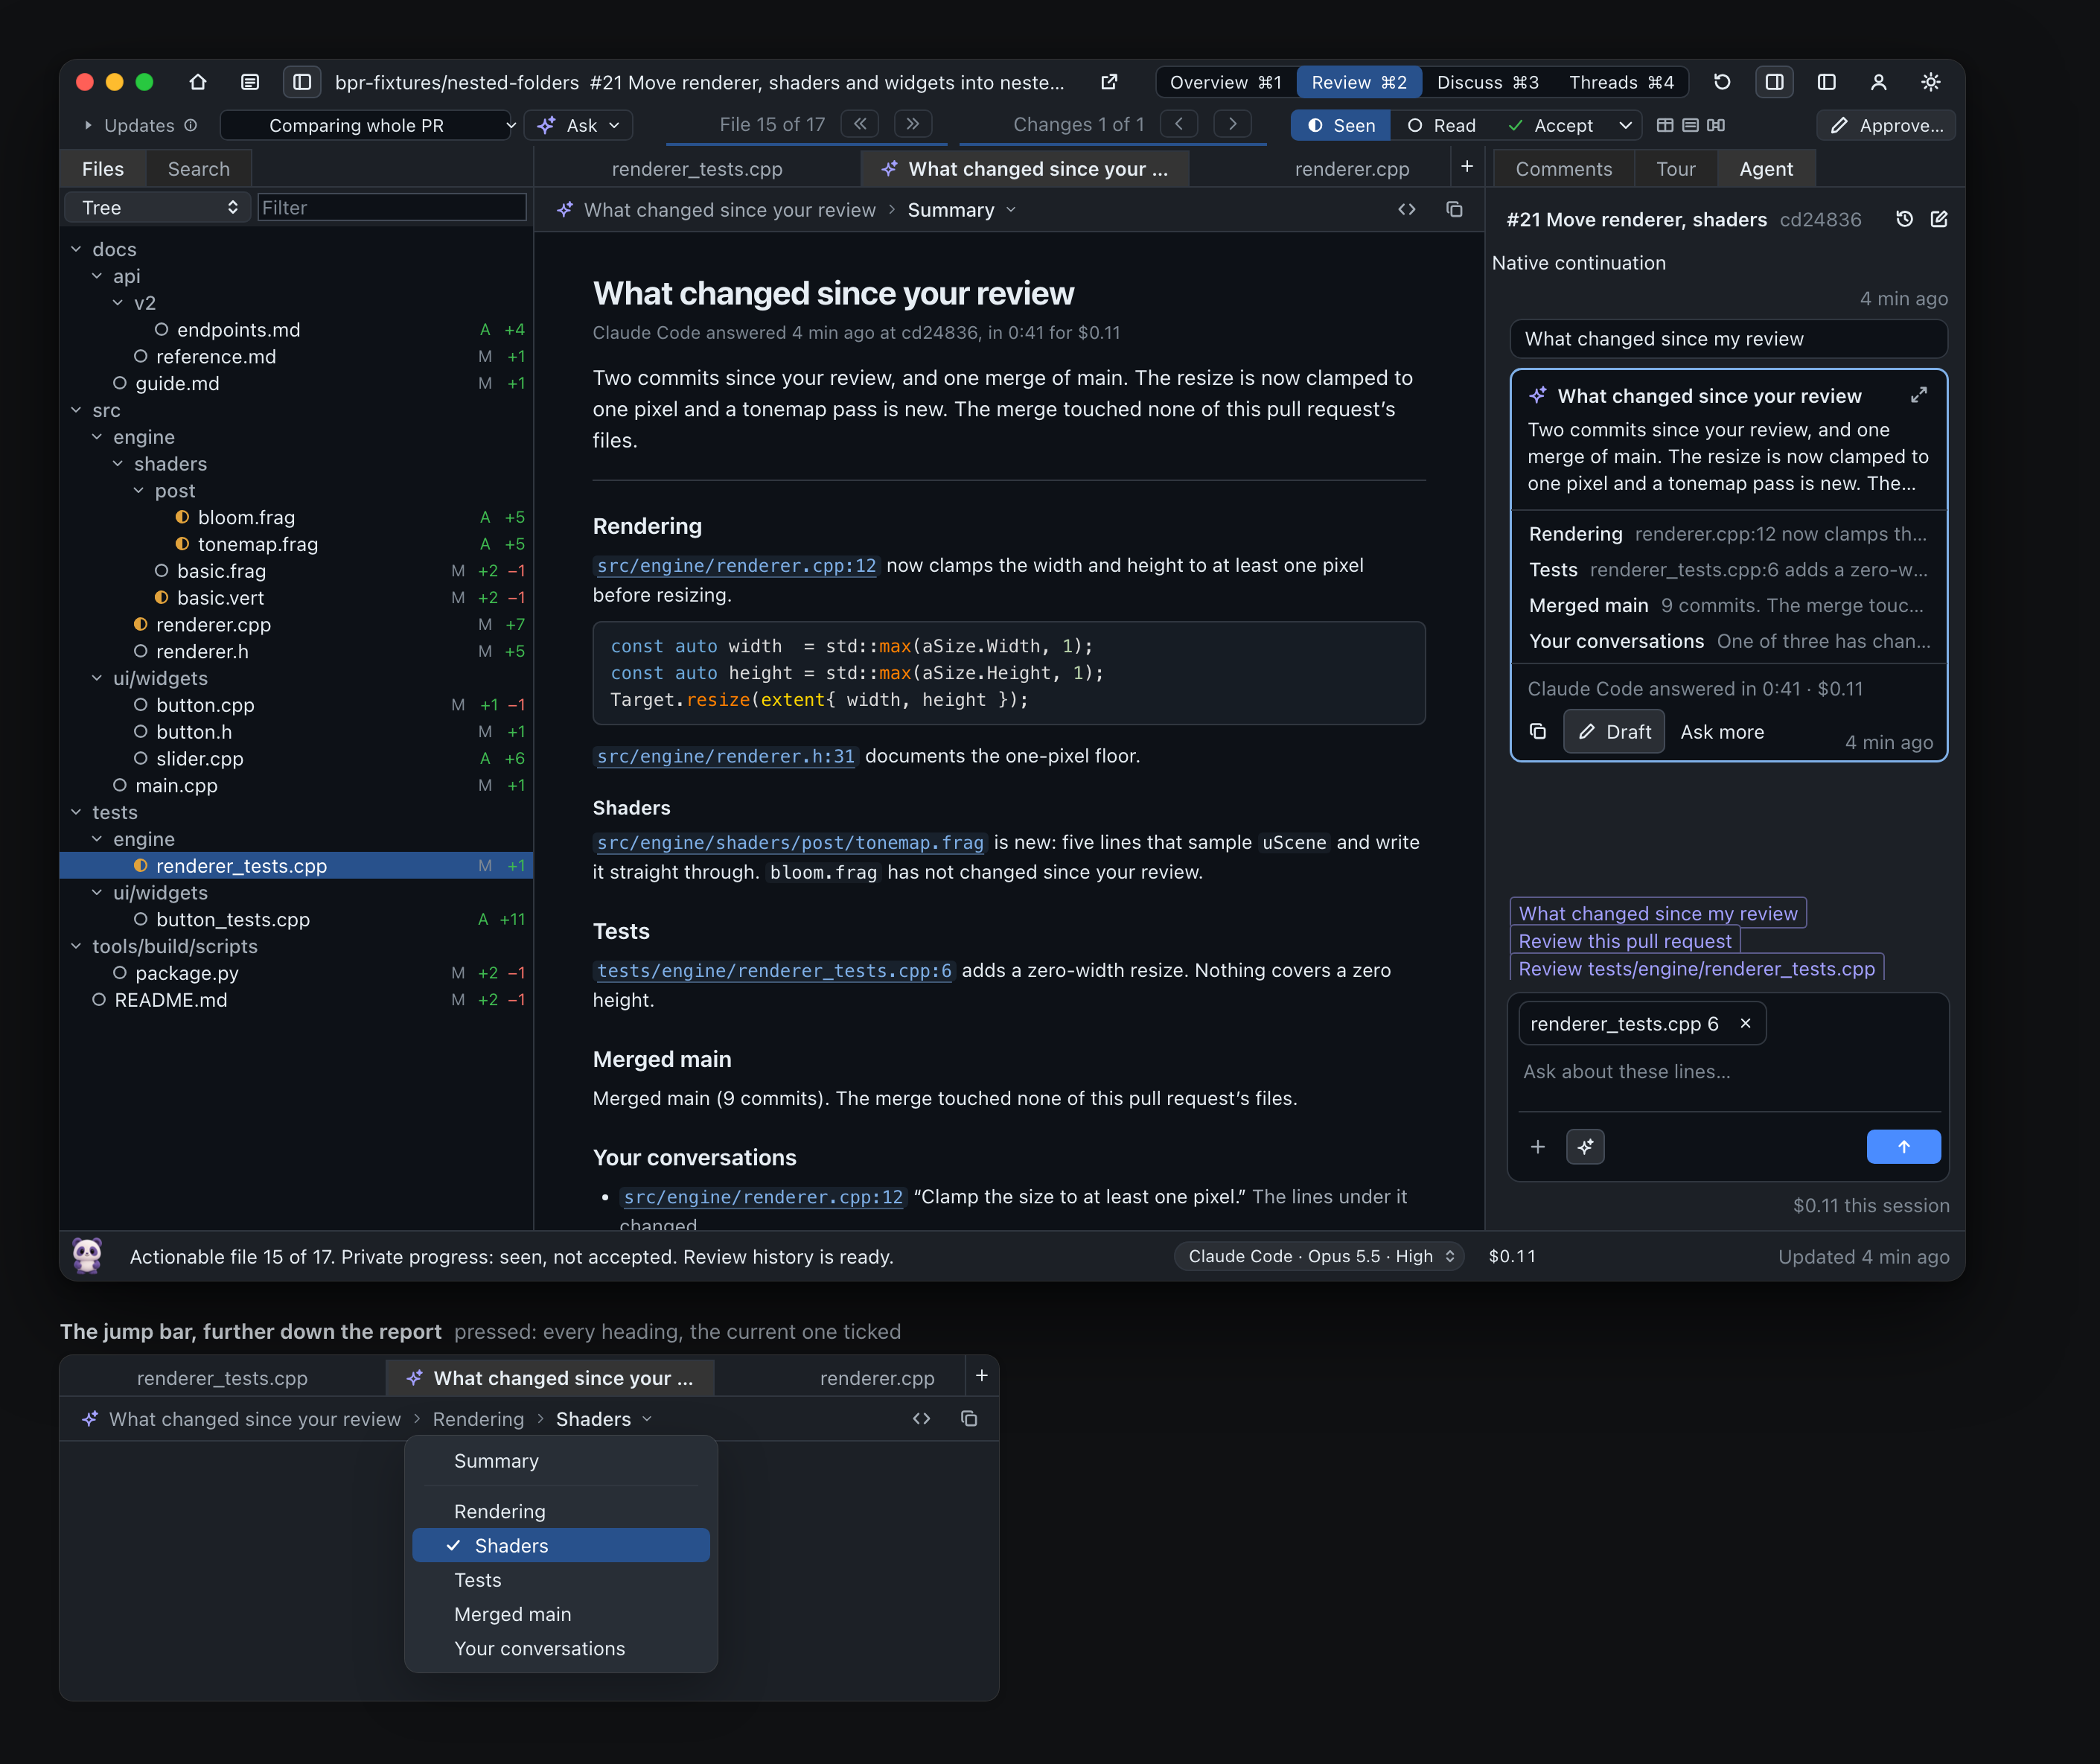 bpr-fixtures/nested-folders #21 Move renderer, shaders and widgets into neste...
Overview ⌘1 Review ⌘2 Discuss ⌘3 Threads ⌘4
Updates Comparing whole PR Ask File 15 of 17 Changes 1 of 1 Seen Read Accept Approve...
Files Search
Tree Filter
docs
api
v2
endpoints.md A +4
reference.md M +1
guide.md M +1
src
engine
shaders
post
bloom.frag A +5
tonemap.frag A +5
basic.frag M +2 −1
basic.vert M +2 −1
renderer.cpp M +7
renderer.h M +5
ui/widgets
button.cpp M +1 −1
button.h M +1
slider.cpp A +6
main.cpp M +1
tests
engine
renderer_tests.cpp M +1
ui/widgets
button_tests.cpp A +11
tools/build/scripts
package.py M +2 −1
README.md M +2 −1
renderer_tests.cpp What changed since your ... renderer.cpp +
What changed since your review › Summary
What changed since your review
Claude Code answered 4 min ago at cd24836, in 0:41 for $0.11
Two commits since your review, and one merge of main. The resize is now clamped to
one pixel and a tonemap pass is new. The merge touched none of this pull request’s
files.
Rendering
src/engine/renderer.cpp:12 now clamps the width and height to at least one pixel
before resizing.
const auto width  = std::max(aSize.Width, 1);
const auto height = std::max(aSize.Height, 1);
Target.resize(extent{ width, height });
src/engine/renderer.h:31 documents the one-pixel floor.
Shaders
src/engine/shaders/post/tonemap.frag is new: five lines that sample uScene and write
it straight through. bloom.frag has not changed since your review.
Tests
tests/engine/renderer_tests.cpp:6 adds a zero-width resize. Nothing covers a zero
height.
Merged main
Merged main (9 commits). The merge touched none of this pull request’s files.
Your conversations
• src/engine/renderer.cpp:12 “Clamp the size to at least one pixel.” The lines under it
changed
Comments Tour Agent
#21 Move renderer, shaders cd24836
Native continuation
4 min ago
What changed since my review
What changed since your review
Two commits since your review, and one
merge of main. The resize is now clamped to
one pixel and a tonemap pass is new. The...
Rendering renderer.cpp:12 now clamps th...
Tests renderer_tests.cpp:6 adds a zero-w...
Merged main 9 commits. The merge touc...
Your conversations One of three has chan...
Claude Code answered in 0:41 · $0.11
Draft Ask more 4 min ago
What changed since my review
Review this pull request
Review tests/engine/renderer_tests.cpp
renderer_tests.cpp 6 ×
Ask about these lines...
$0.11 this session
Actionable file 15 of 17. Private progress: seen, not accepted. Review history is ready.
Claude Code · Opus 5.5 · High $0.11 Updated 4 min ago
The jump bar, further down the report pressed: every heading, the current one ticked
renderer_tests.cpp What changed since your ... renderer.cpp +
What changed since your review › Rendering › Shaders
Summary
Rendering
✓ Shaders
Tests
Merged main
Your conversations